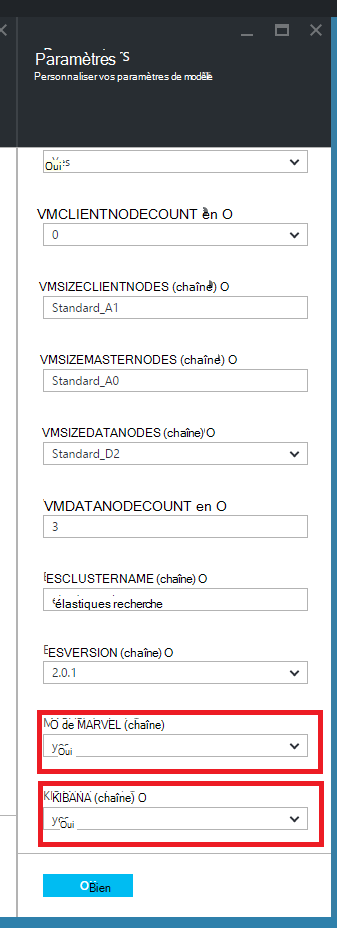 Paramètres
Personnaliser vos paramètres de modèle
Oui
VMCLIENTNODECOUNT en O
0
VMSIZECLIENTNODES (chaîne) O
Standard_A1
VMSIZEMASTERNODES (chaîne) O
Standard_A0
VMSIZEDATANODES (chaîne) O
Standard_D2
VMDATANODECOUNT en O
3
ESCLUSTERNAME (chaîne) O
élastiques recherche
ESVERSION (chaîne) O
2.0.1
O de MARVEL (chaîne)
Oui
KIBANA (chaîne) O
Oui
Bien